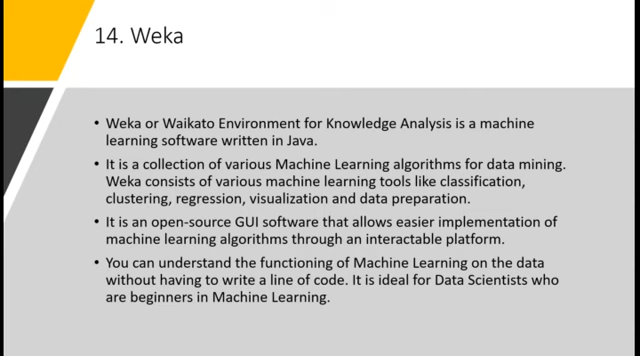 14. Weka
• Weka or Waikato Environment for Knowledge Analysis is a machine
learning software written in Java.
• It is a collection of various Machine Learning algorithms for data mining.
Weka consists of various machine learning tools like classification,
clustering, regression, visualization and data preparation.
• It is an open-source GUI software that allows easier implementation of
machine learning algorithms through an interactable platform.
• You can understand the functioning of Machine Learning on the data
without having to write a line of code. It is ideal for Data Scientists who
are beginners in Machine Learning.